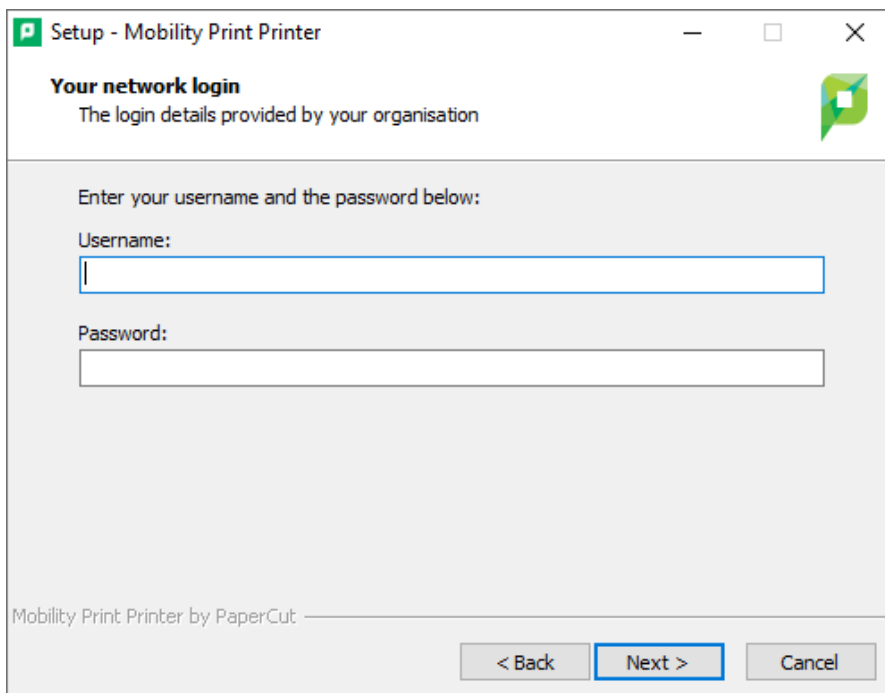 Setup - Mobility Print Printer
Your network login
The login details provided by your organisation
Enter your username and the password below:
Username:
Password:
Mobility Print Printer by PaperCut
< Back
Next >
Cancel